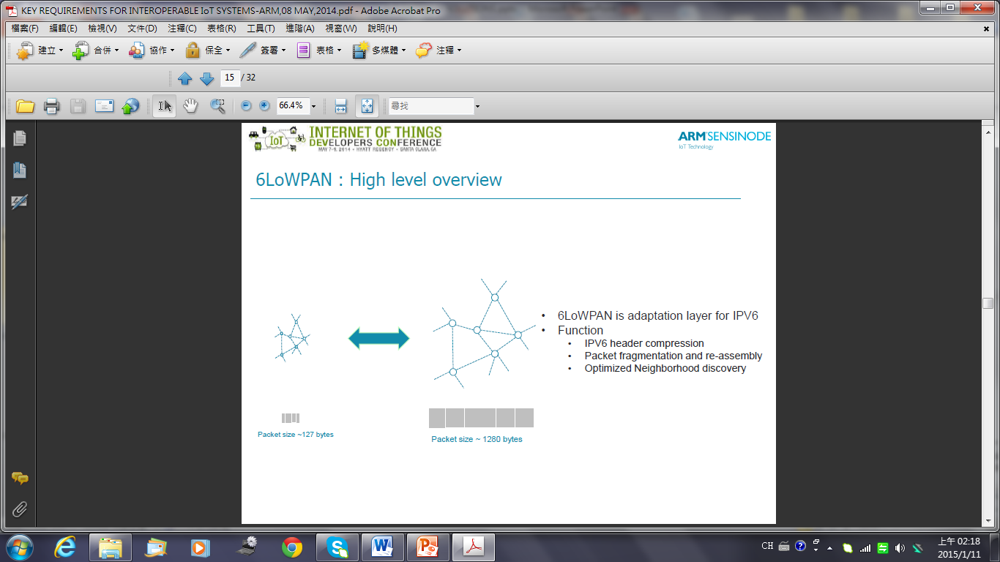 KEY REQUIREMENTS FOR INTEROPERABLE IoT SYSTEMS-ARM,08 MAY,2014.pdf - Adobe Acrobat Pro
檔案(F) 編輯(E) 檢視(V) 文件(D) 注釋(C) 表格(R) 工具(T) 進階(A) 視窗(W) 說明(H)
建立 合併 協作 保全 簽署 表格 多媒體 注釋
15 / 32
66.4% 尋找
IoT
INTERNET OF THINGS
DEVELOPERS CONFERENCE
MAY 7-8, 2014 • HYATT REGENCY • SANTA CLARA, CA
ARMSENSINODE
IoT Technology
6LoWPAN : High level overview
• 6LoWPAN is adaptation layer for IPV6
• Function
• IPV6 header compression
• Packet fragmentation and re-assembly
• Optimized Neighborhood discovery
Packet size ~127 bytes
Packet size ~ 1280 bytes
CH
上午 02:18
2015/1/11